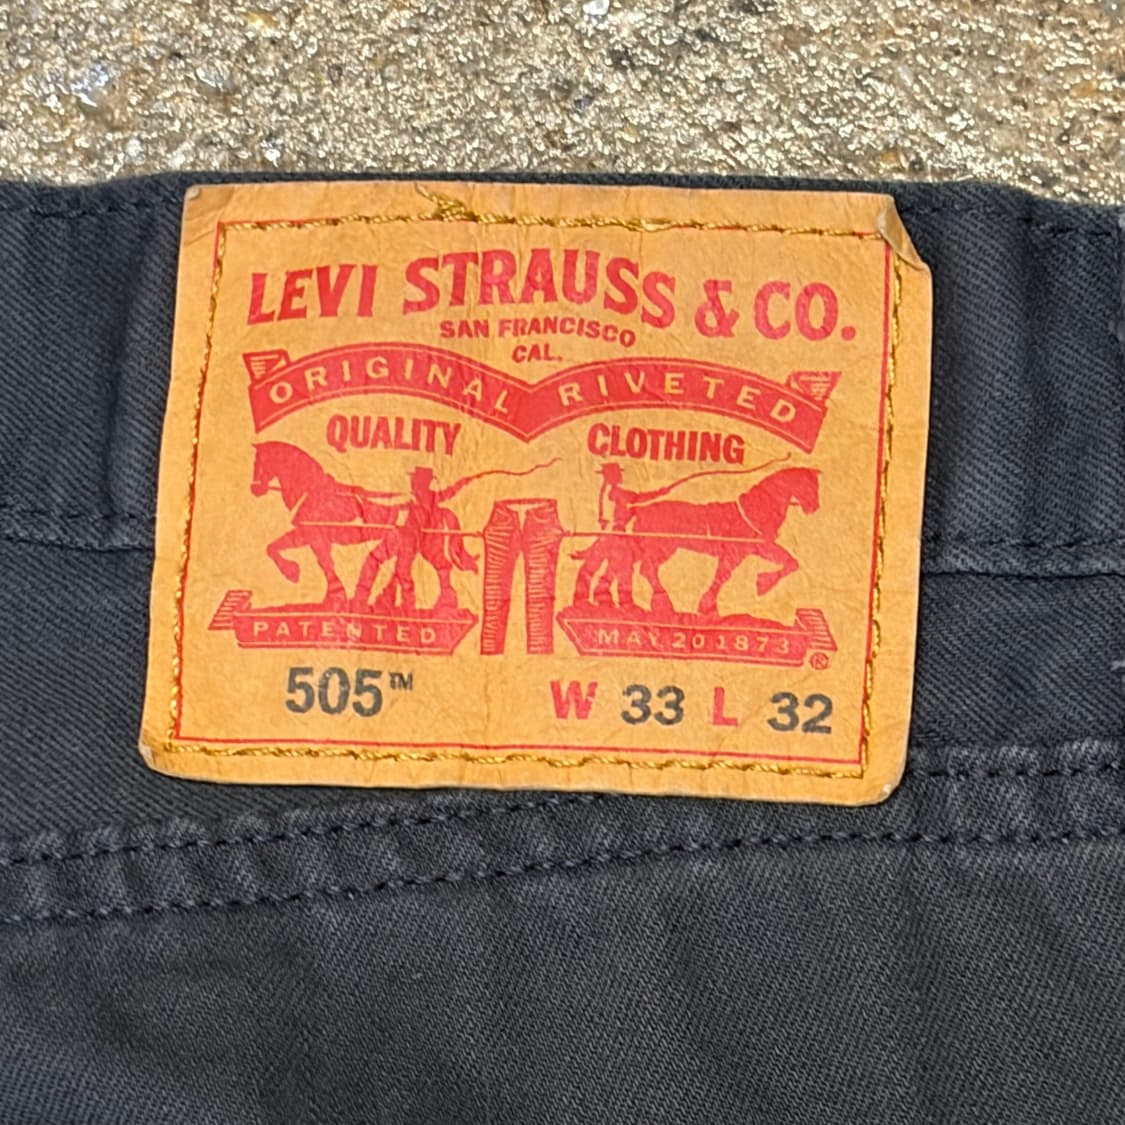 LEVI STRAUSS & CO.
SAN FRANCISCO
CAL.
ORIGINAL RIVETED
QUALITY CLOTHING
PATENTED MAY 20 1873 ®
505™ W 33 L 32